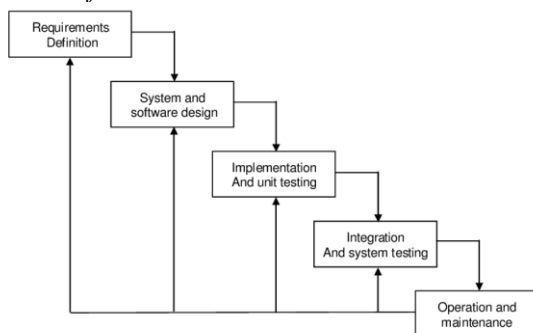 Requirements
Definition
System and
software design
Implementation
And unit testing
Integration
And system testing
Operation and
maintenance